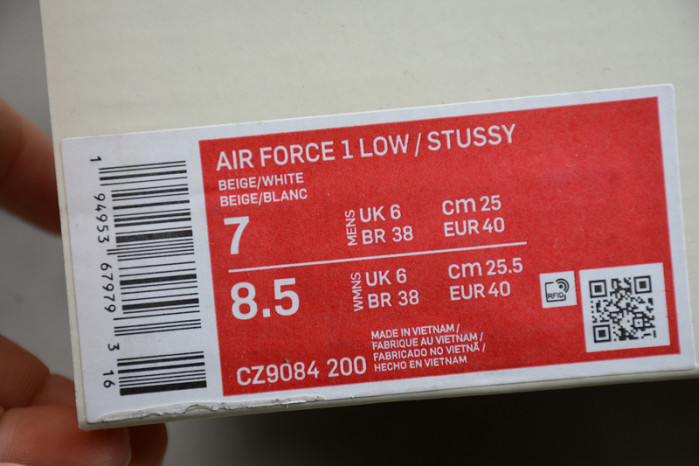 1 94953 67979 3 16
AIR FORCE 1 LOW / STUSSY
BEIGE/WHITE
BEIGE/BLANC
7 MENS UK 6 cm 25
BR 38 EUR 40
8.5 WMNS UK 6 cm 25.5
BR 38 EUR 40
RFID
MADE IN VIETNAM /
FABRIQUE AU VIETNAM /
FABRICADO NO VIETNÃ /
HECHO EN VIETNAM
CZ9084 200